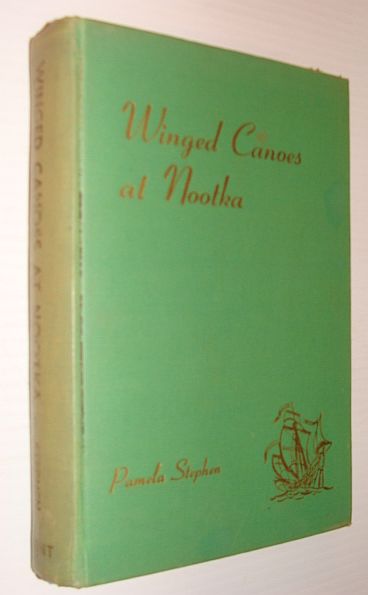 Winged Canoes
at Nootka
Pamela Stephen
WINGED CANOES AT NOOTKA